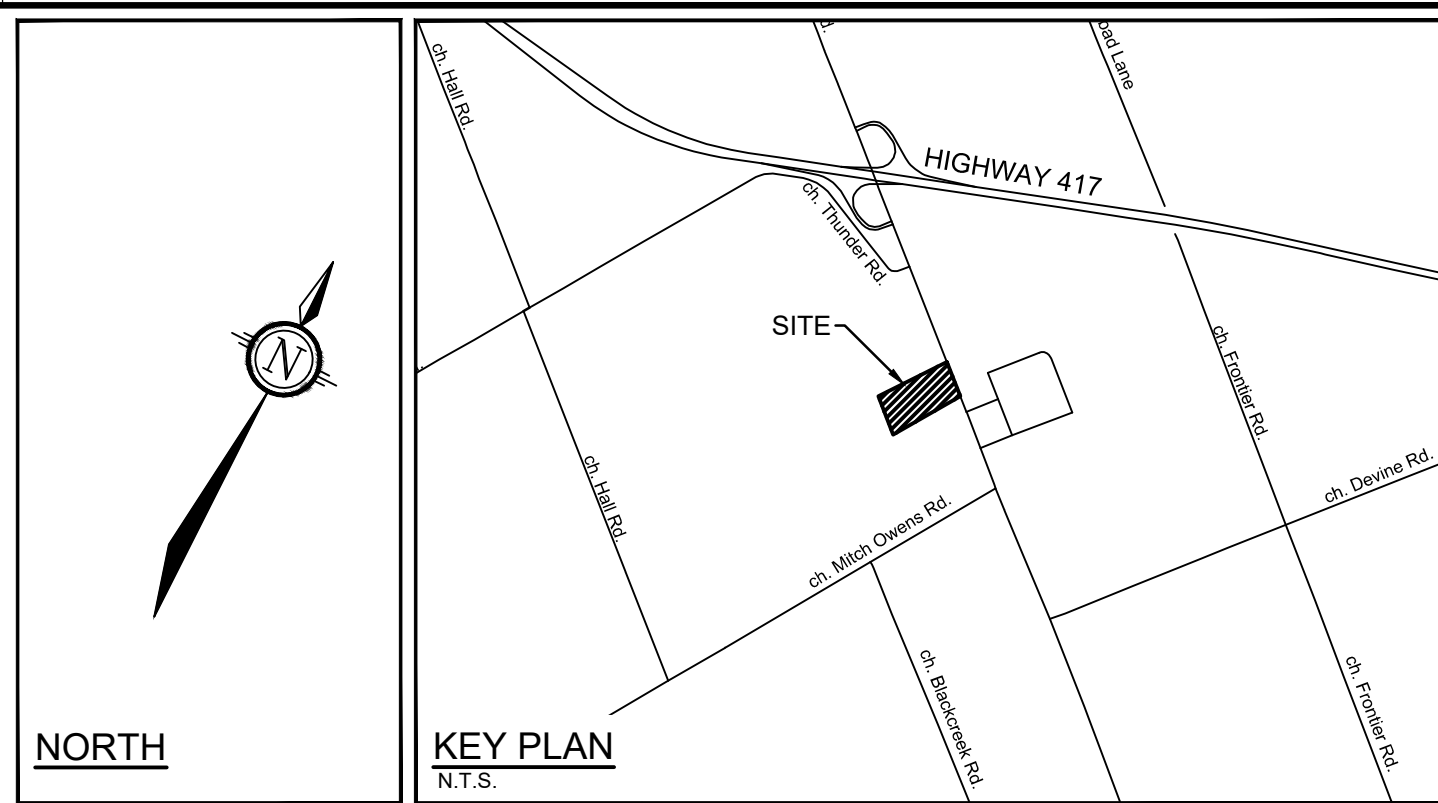 ch. Hall Rd.
d.
oad Lane
HIGHWAY 417
ch. Thunder Rd.
SITE
N
ch. Frontier Rd.
ch. Hall Rd.
ch. Devine Rd.
ch. Mitch Owens Rd.
ch. Blackcreek Rd.
ch. Frontier Rd.
NORTH
KEY PLAN
N.T.S.